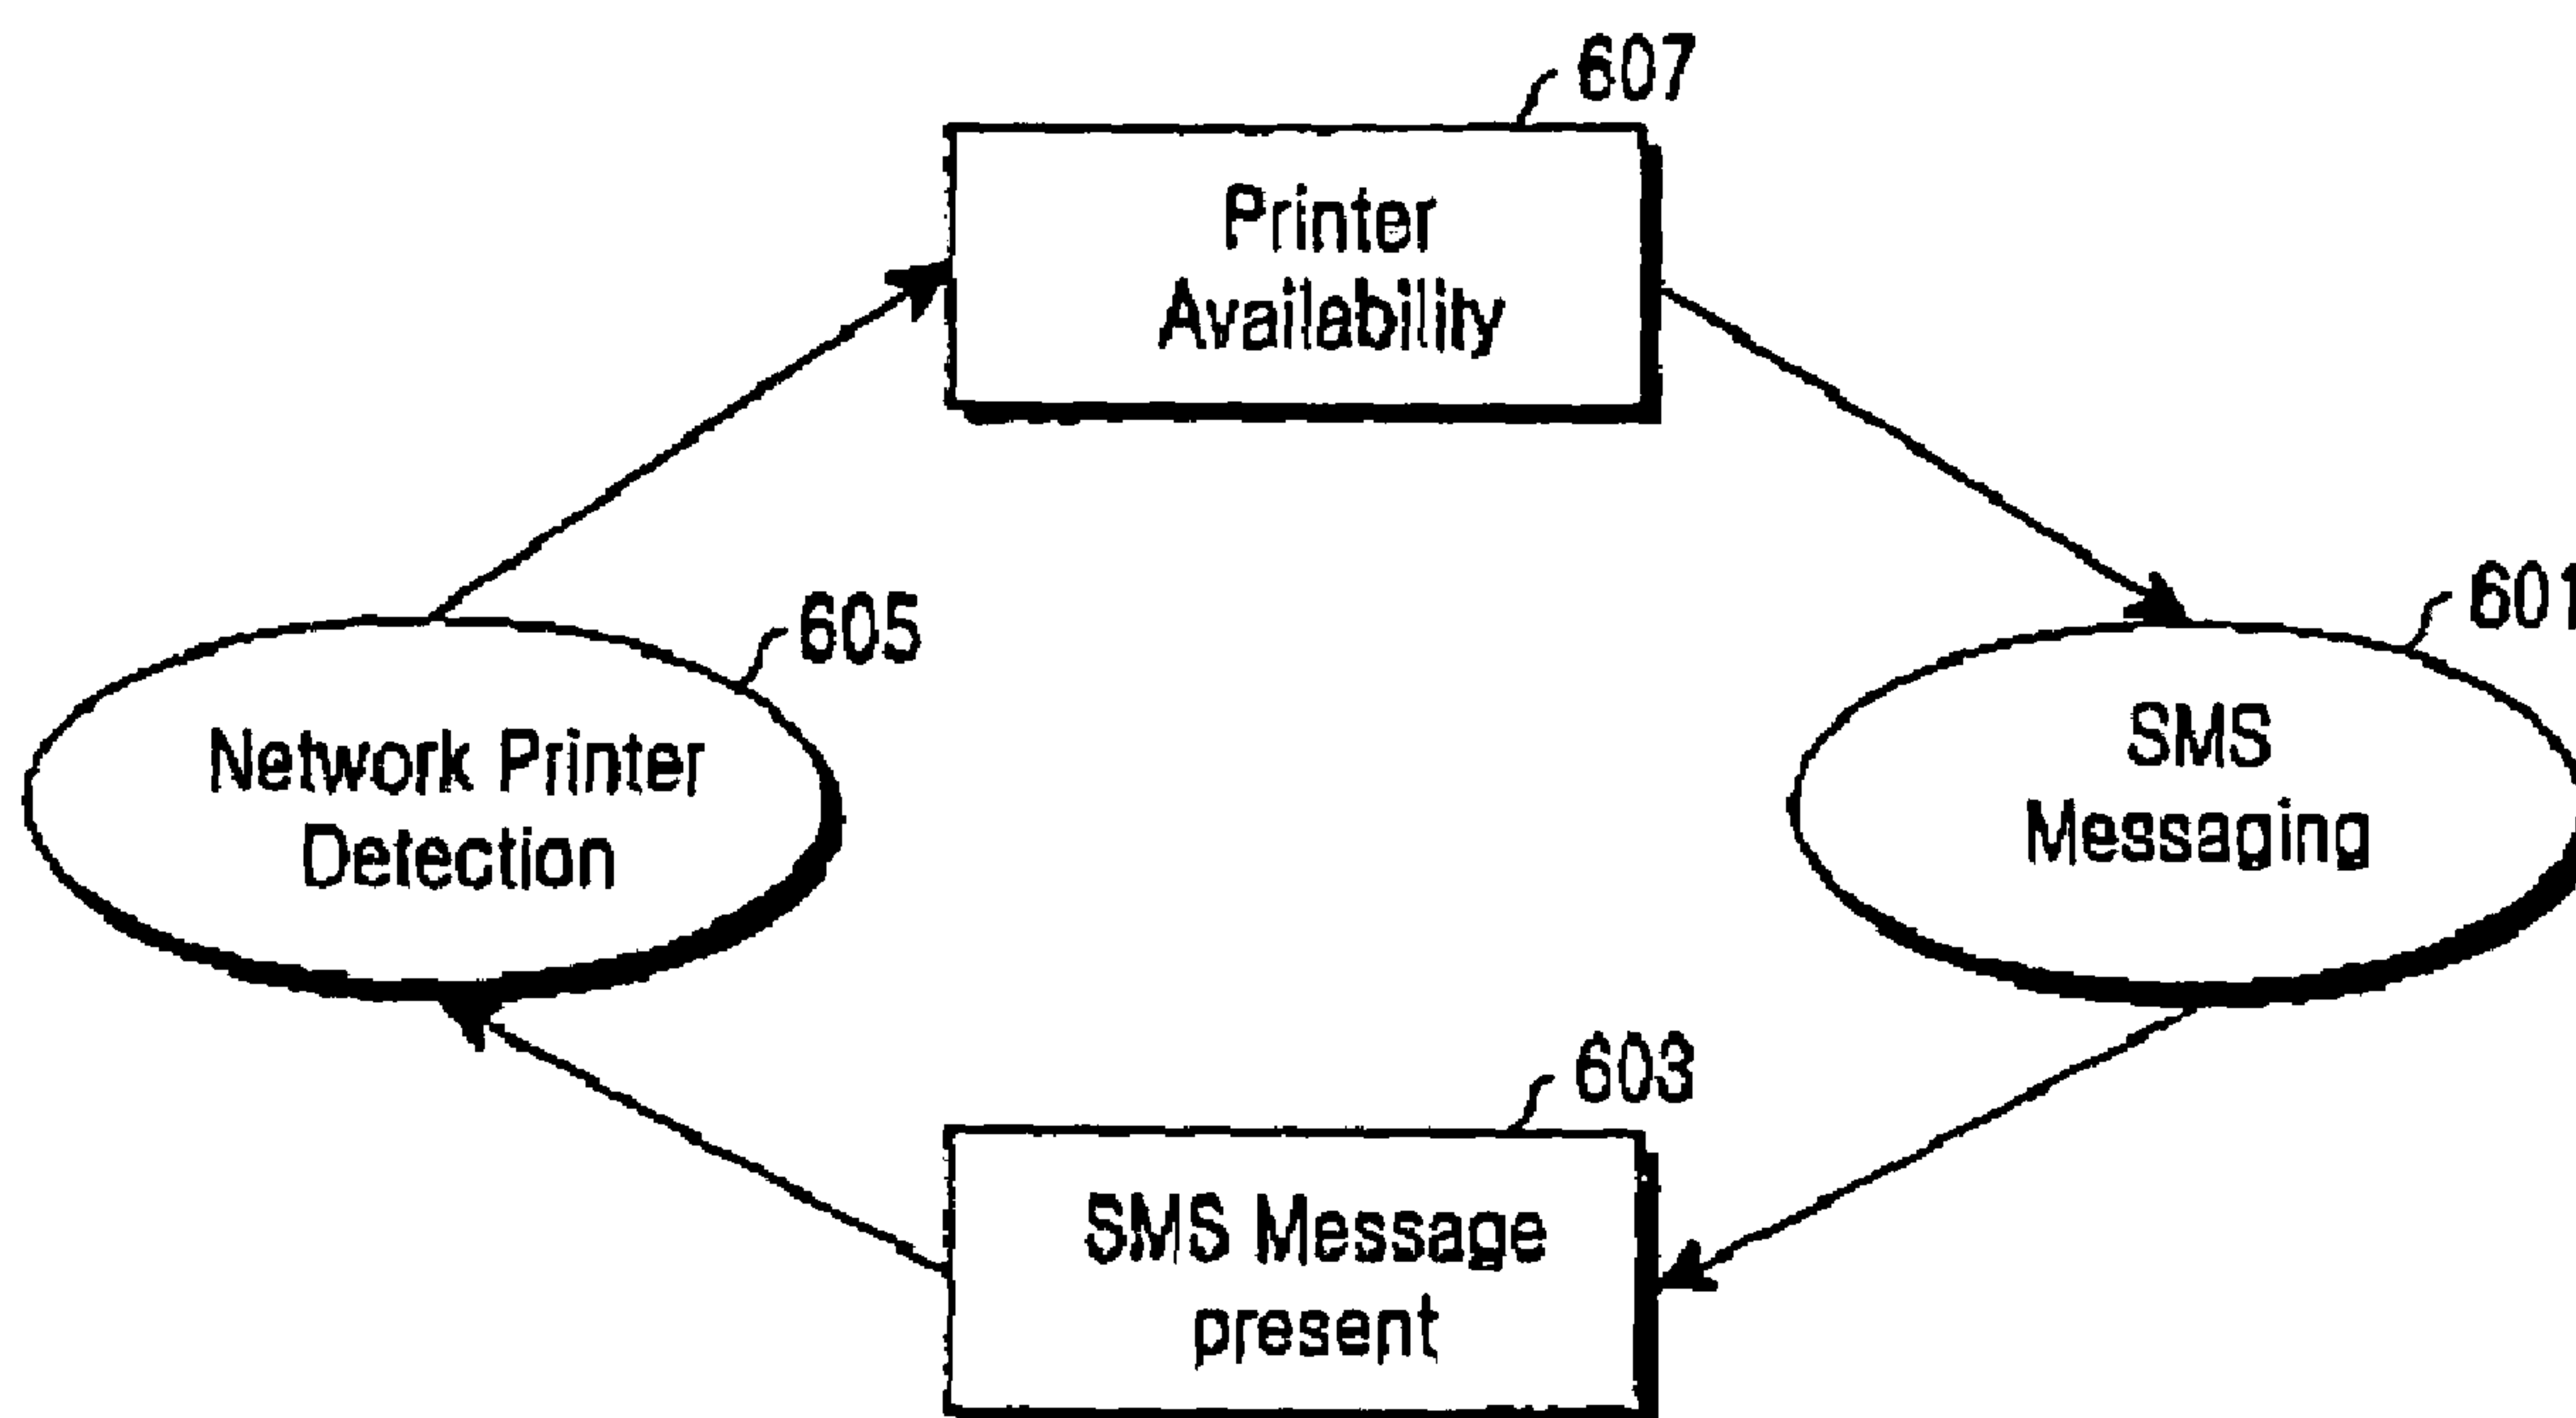 607
Printer
Availability
605
601
Network Printer
Detection
SMS
Messaging
603
SMS Message
present